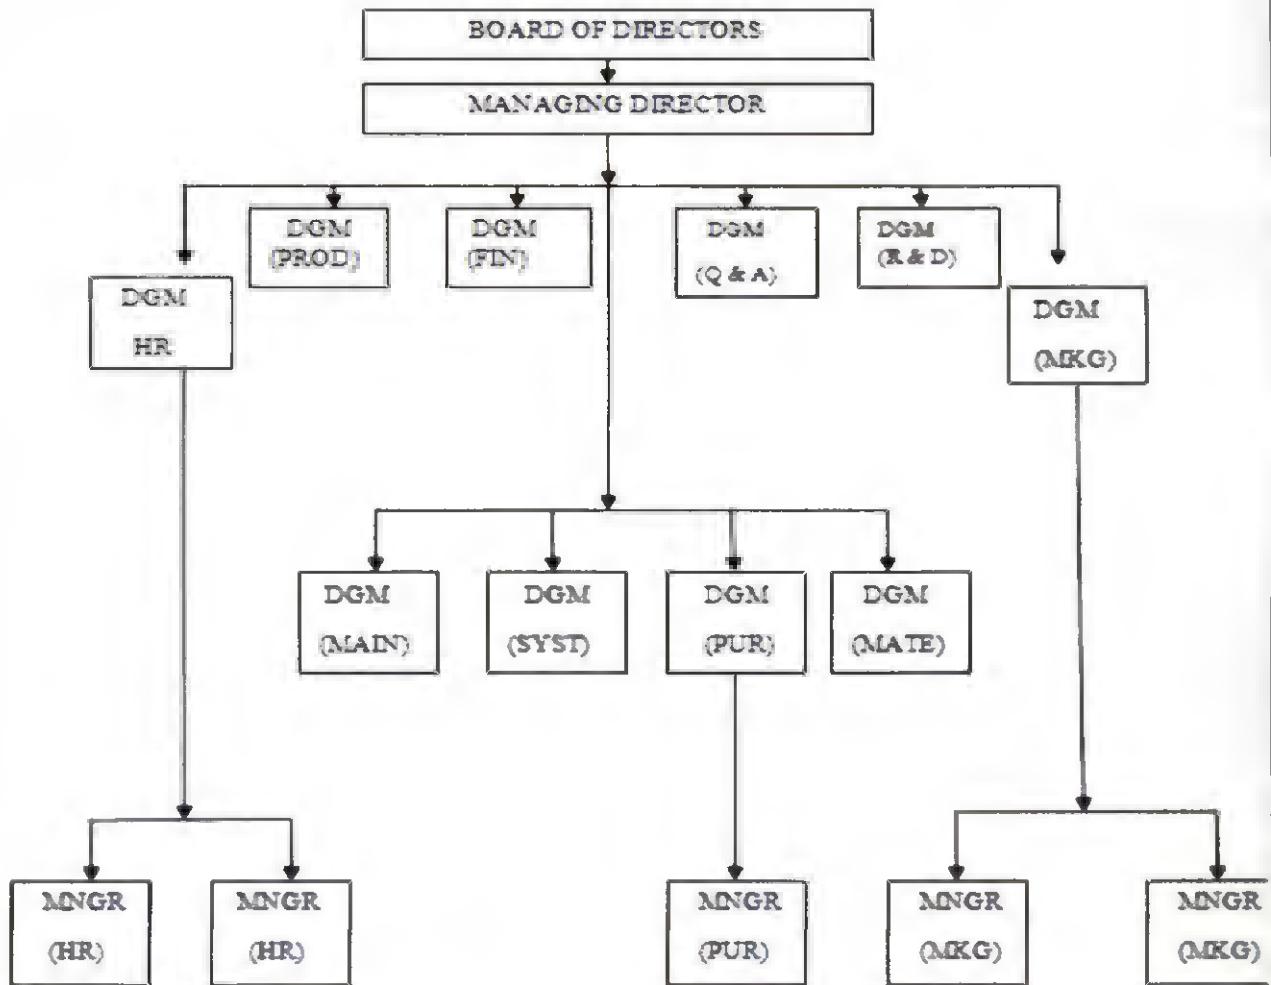 BOARD OF DIRECTORS
MANAGING DIRECTOR
DGM
(PROD)
DGM
(FIN)
DGM
(Q & A)
DGM
(R & D)
DGM
HR
DGM
(MKG)
DGM
(MAIN)
DGM
(SYST)
DGM
(PUR)
DGM
(MATE)
MNGR
(HR)
MNGR
(HR)
MNGR
(PUR)
MNGR
(MKG)
MNGR
(MKG)